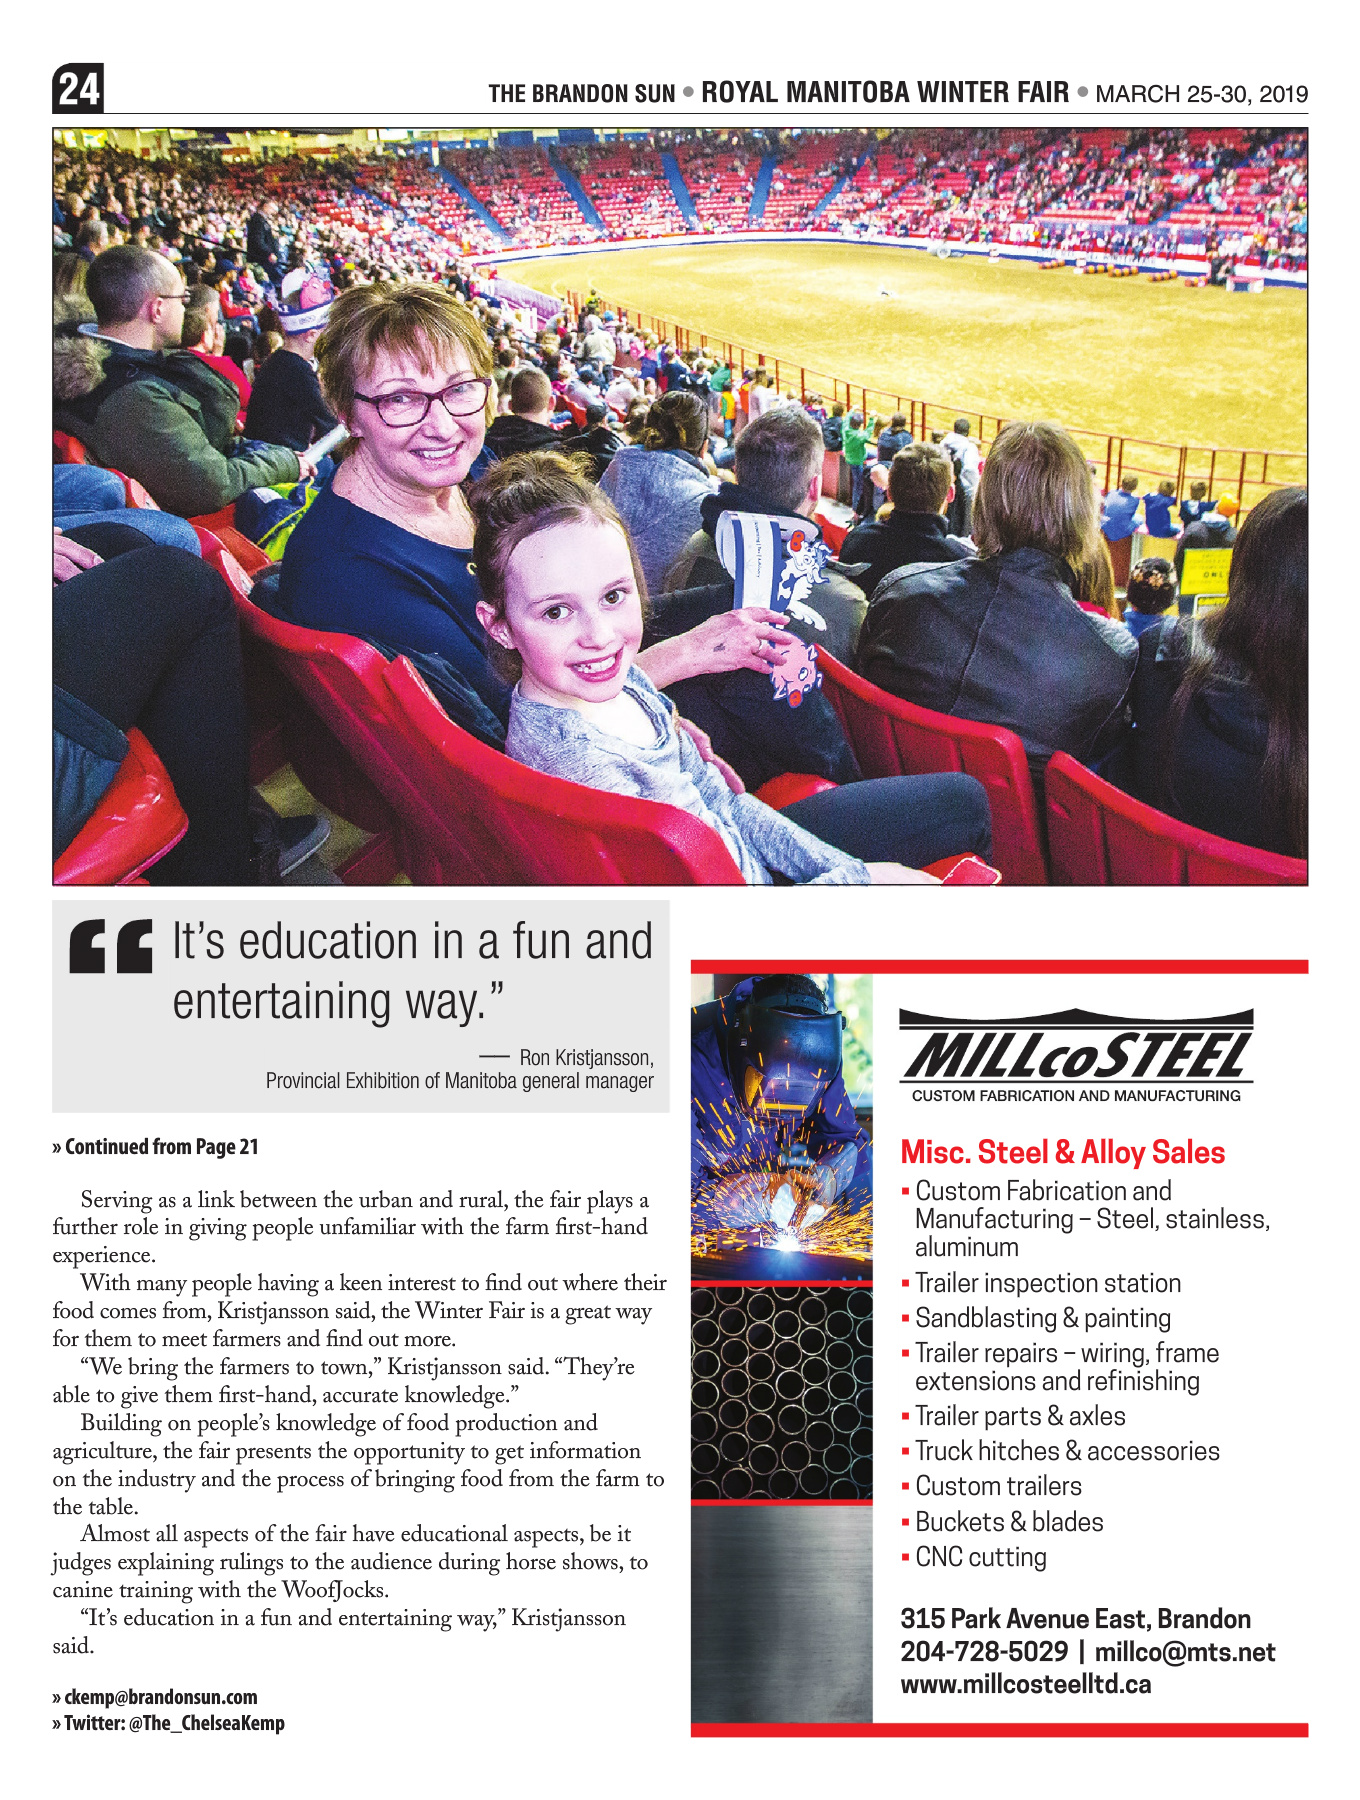 24
THE BRANDON SUN • ROYAL MANITOBA WINTER FAIR • MARCH 25-30, 2019
“ It’s education in a fun and
entertaining way.”
— Ron Kristjansson,
Provincial Exhibition of Manitoba general manager
» Continued from Page 21
Serving as a link between the urban and rural, the fair plays a
further role in giving people unfamiliar with the farm first-hand
experience.
With many people having a keen interest to find out where their
food comes from, Kristjansson said, the Winter Fair is a great way
for them to meet farmers and find out more.
“We bring the farmers to town,” Kristjansson said. “They’re
able to give them first-hand, accurate knowledge.”
Building on people’s knowledge of food production and
agriculture, the fair presents the opportunity to get information
on the industry and the process of bringing food from the farm to
the table.
Almost all aspects of the fair have educational aspects, be it
judges explaining rulings to the audience during horse shows, to
canine training with the WoofJocks.
“It’s education in a fun and entertaining way,” Kristjansson
said.
» ckemp@brandonsun.com
» Twitter: @The_ChelseaKemp
MILLcoSTEEL
CUSTOM FABRICATION AND MANUFACTURING
Misc. Steel & Alloy Sales
▪ Custom Fabrication and
Manufacturing – Steel, stainless,
aluminum
▪ Trailer inspection station
▪ Sandblasting & painting
▪ Trailer repairs – wiring, frame
extensions and refinishing
▪ Trailer parts & axles
▪ Truck hitches & accessories
▪ Custom trailers
▪ Buckets & blades
▪ CNC cutting
315 Park Avenue East, Brandon
204-728-5029 | millco@mts.net
www.millcosteelltd.ca